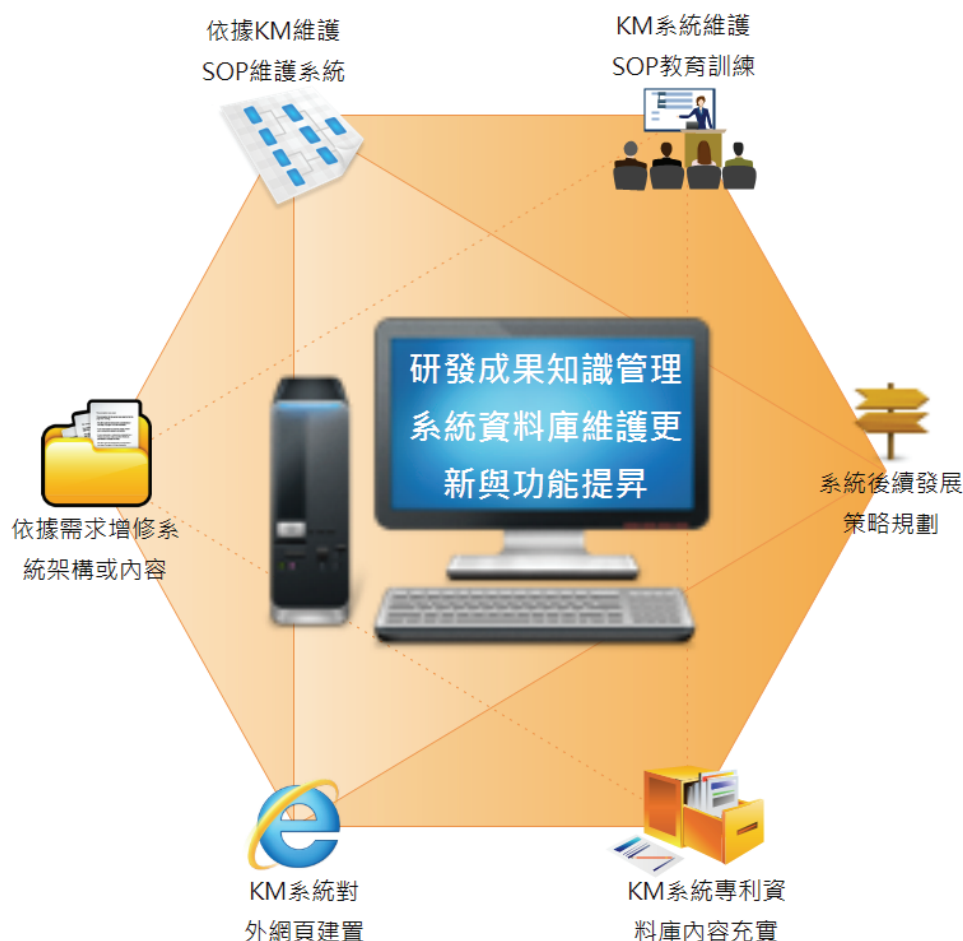 依據KM維護
SOP維護系統
KM系統維護
SOP教育訓練
研發成果知識管理
系統資料庫維護更
新與功能提昇
依據需求增修系
統架構或內容
系統後續發展
策略規劃
KM系統對
外網頁建置
KM系統專利資
料庫內容充實